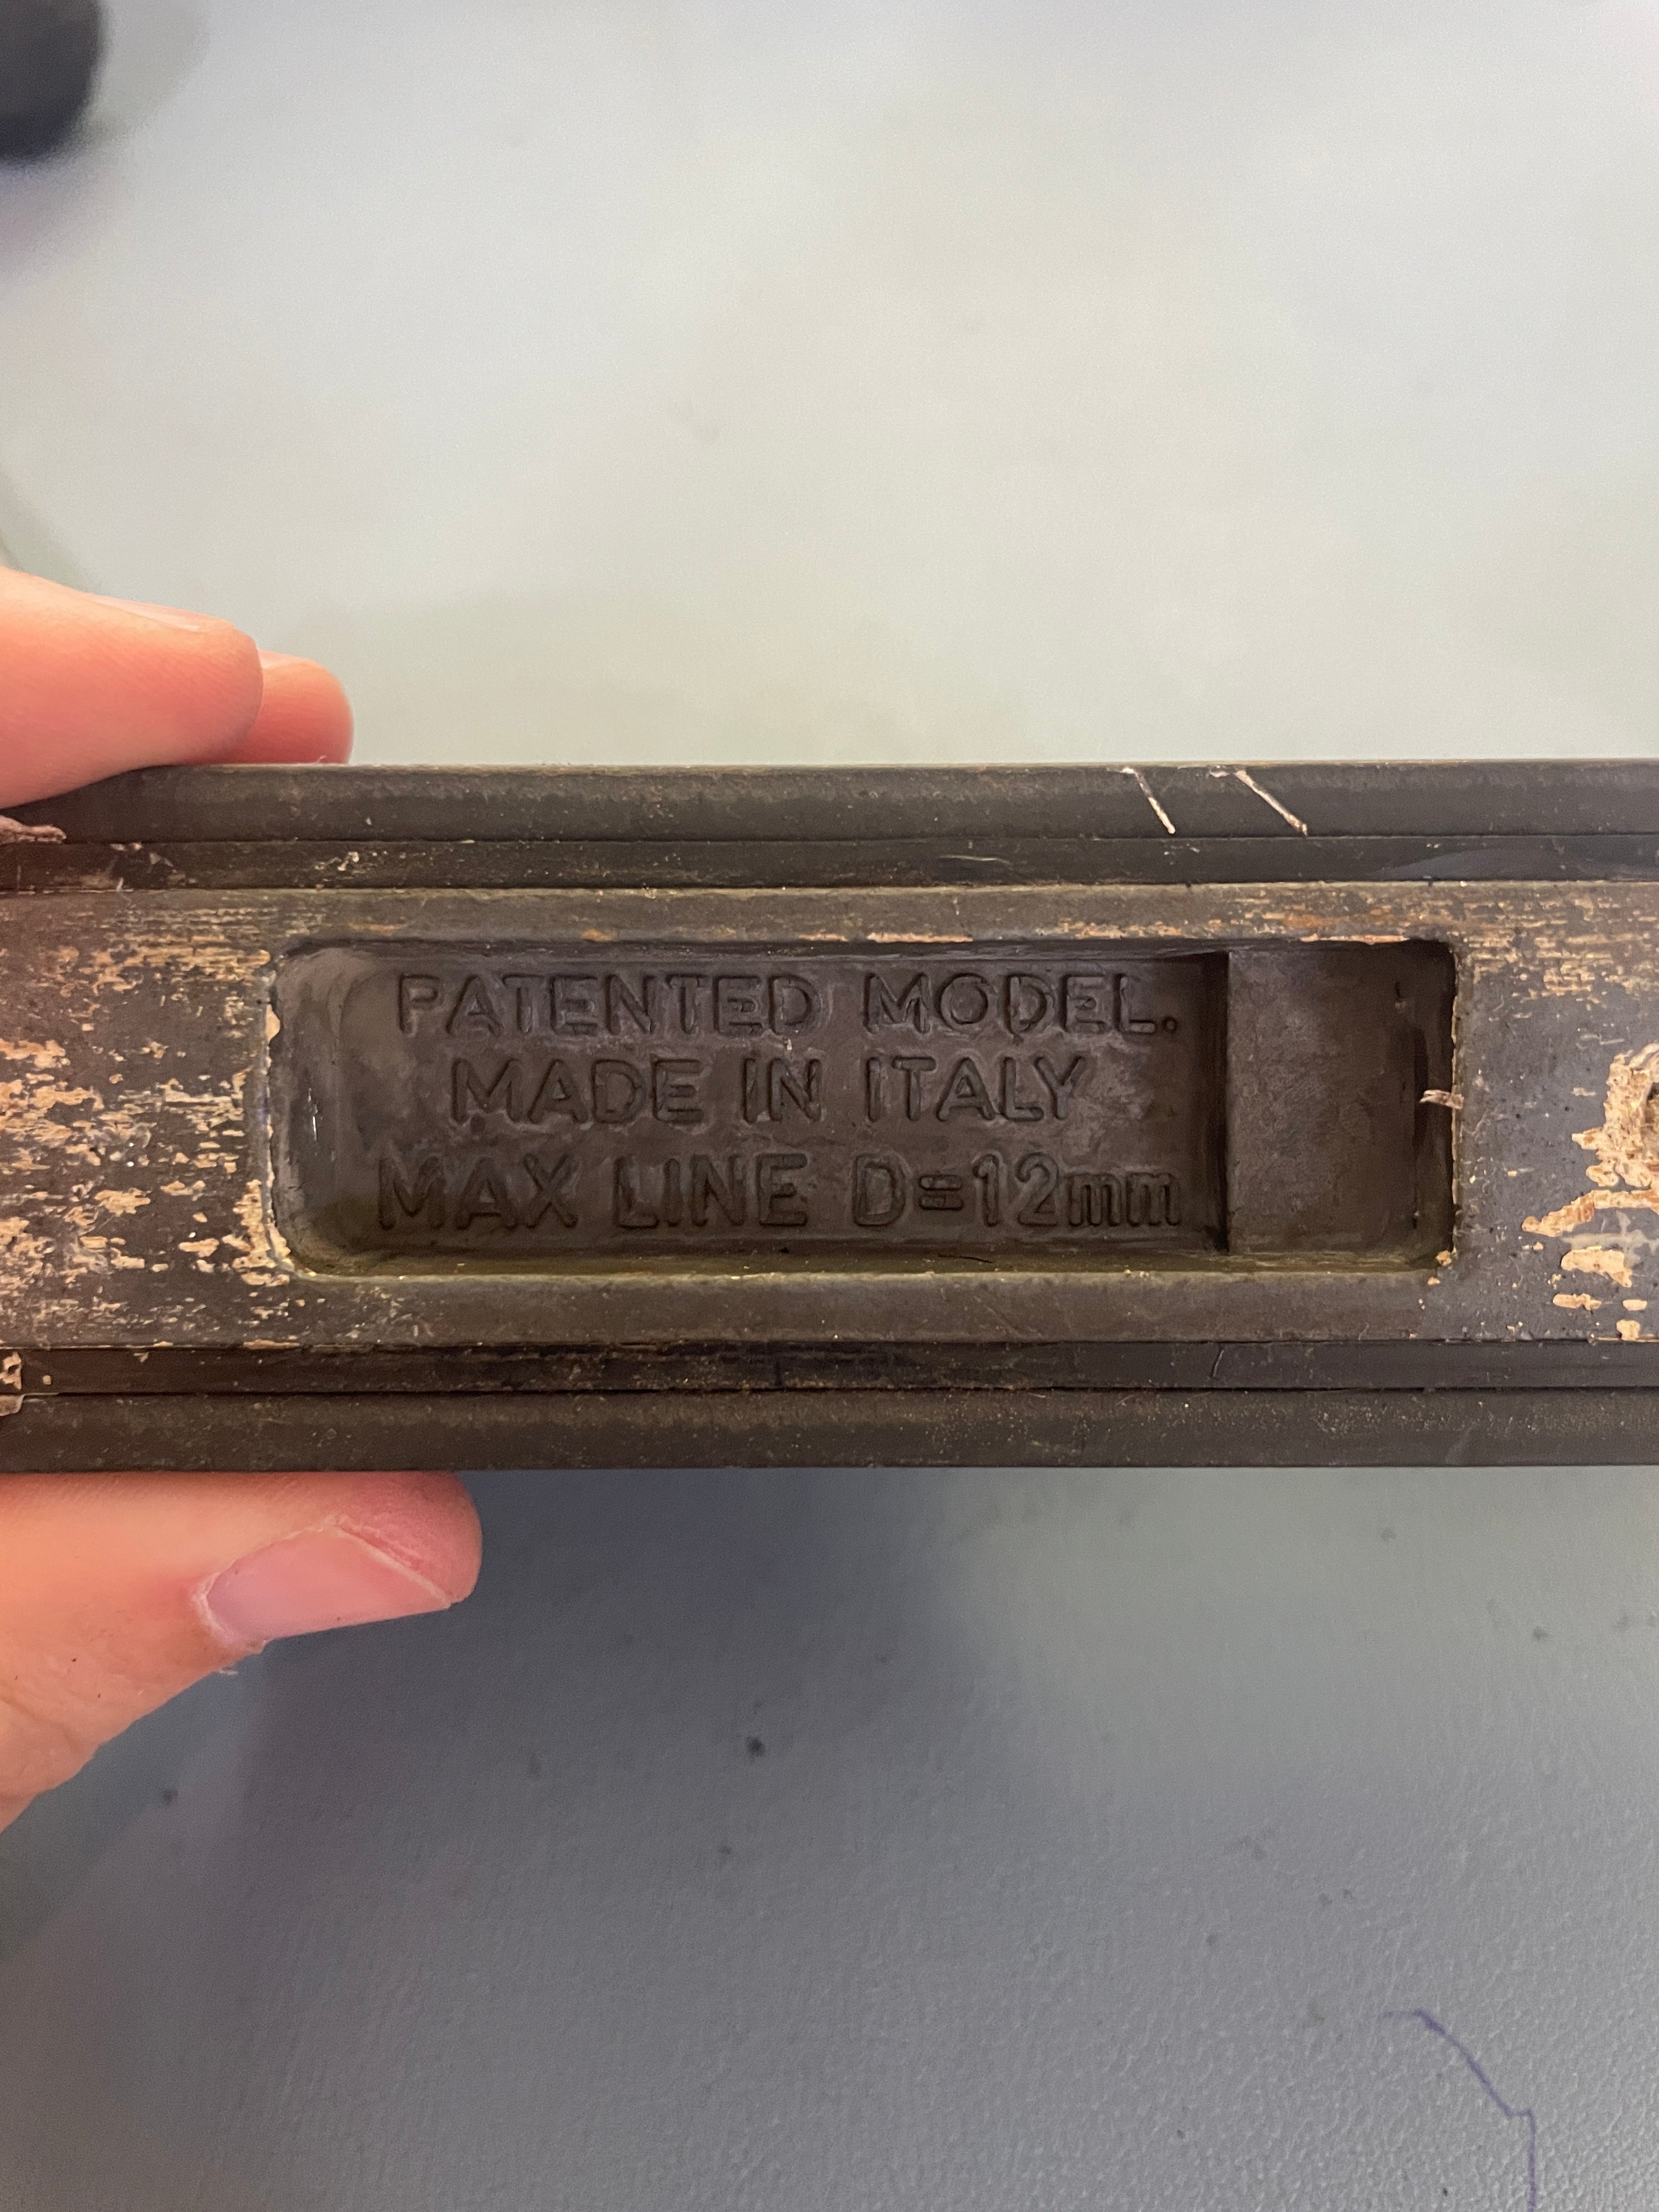 PATENTED MODEL.
MADE IN ITALY
MAX LINE D=12mm